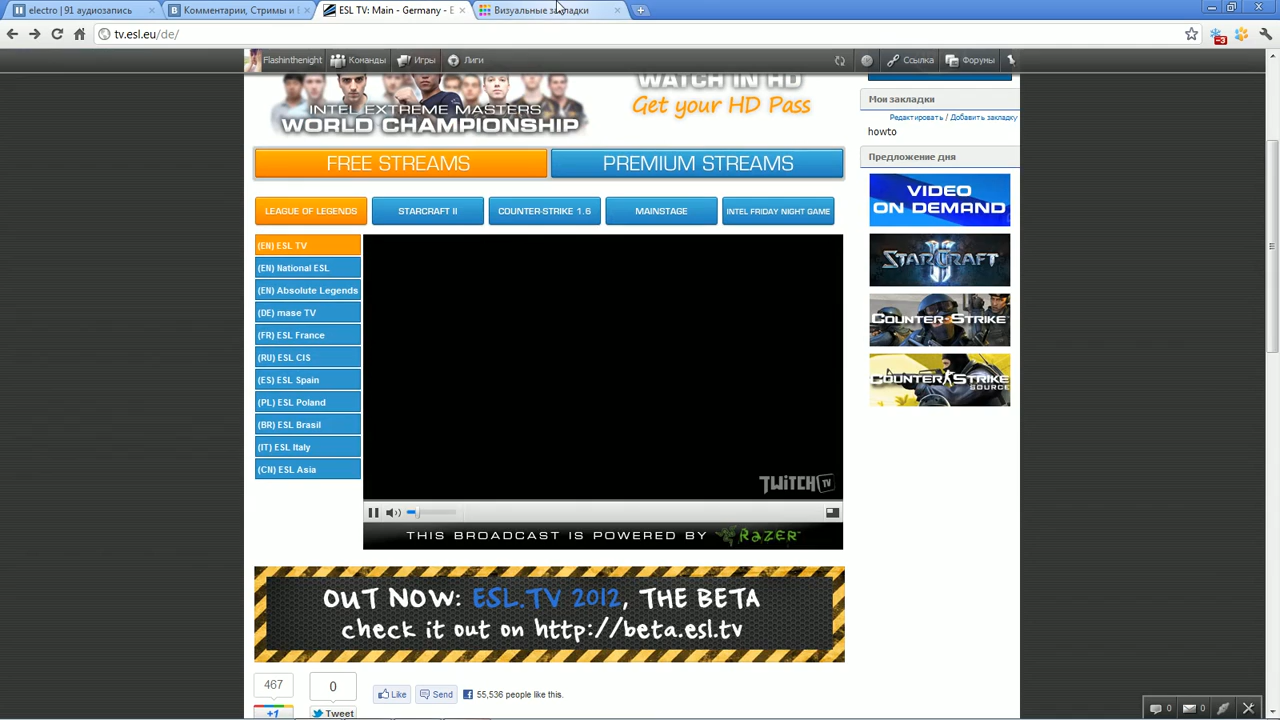 electro | 91 аудиозапись
Комментарии, Стримы и
ESL TV: Main - Germany - E
Визуальные закладки
tv.esl.eu/de/
-3
Flashinthenight
Команды
Игры
Лиги
Ссылка
Форумы
INTEL EXTREME MASTERS
WORLD CHAMPIONSHIP
WATCH IN HD
Get your HD Pass
Мои закладки
Редактировать / Добавить закладку
howto
Предложение дня
FREE STREAMS
PREMIUM STREAMS
VIDEO
ON DEMAND
LEAGUE OF LEGENDS
STARCRAFT II
COUNTER-STRIKE 1.6
MAINSTAGE
INTEL FRIDAY NIGHT GAME
(EN) ESL TV
(EN) National ESL
(EN) Absolute Legends
(DE) mase TV
(FR) ESL France
(RU) ESL CIS
(ES) ESL Spain
(PL) ESL Poland
(BR) ESL Brasil
(IT) ESL Italy
(CN) ESL Asia
STARCRAFT
II
COUNTER-STRIKE
COUNTER STRIKE
SOURCE
TWITCH TV
THIS BROADCAST IS POWERED BY RAZER
OUT NOW: ESL.TV 2012, THE BETA
check it out on http://beta.esl.tv
467
0
Like
Send
55,536 people like this.
+1
Tweet
0
0